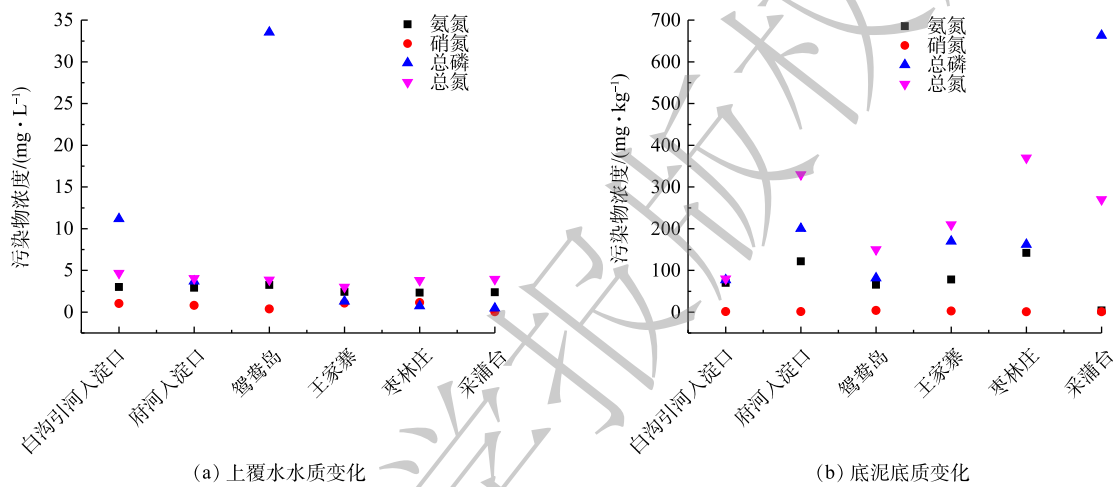 35
30
25
20
15
10
5
0
污染物浓度/(mg·L⁻¹)
氨氮
硝氮
总磷
总氮
白沟引河入淀口
府河入淀口
鸳鸯岛
王家寨
枣林庄
采蒲台
(a) 上覆水水质变化
700
600
500
400
300
200
100
0
污染物浓度/(mg·kg⁻¹)
氨氮
硝氮
总磷
总氮
白沟引河入淀口
府河入淀口
鸳鸯岛
王家寨
枣林庄
采蒲台
(b) 底泥底质变化
学报版权